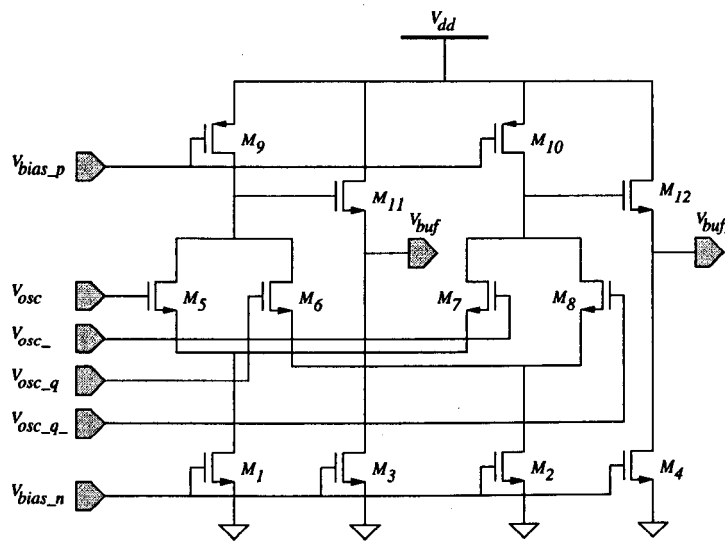 V_dd
M_9
M_10
V_bias_p
M_11
M_12
V_buf
V_buf_
V_osc
M_5
M_6
M_7
M_8
V_osc_
V_osc_q
V_osc_q_
M_1
M_3
M_2
M_4
V_bias_n